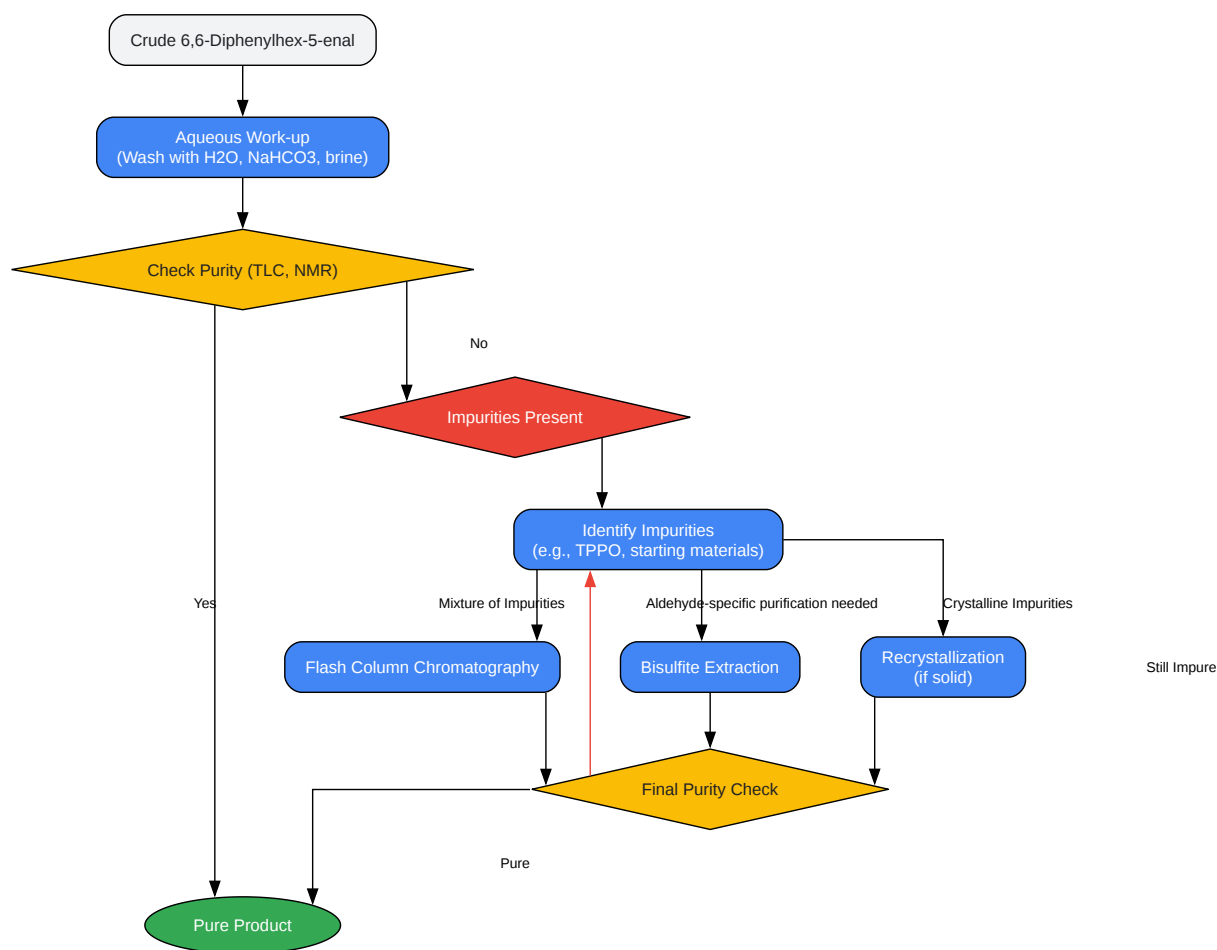 Crude 6,6-Diphenylhex-5-enal
Aqueous Work-up
(Wash with H2O, NaHCO3, brine)
Check Purity (TLC, NMR)
No
Impurities Present
Identify Impurities
(e.g., TPPO, starting materials)
Yes
Mixture of Impurities
Aldehyde-specific purification needed
Crystalline Impurities
Flash Column Chromatography
Bisulfite Extraction
Recrystallization
(if solid)
Still Impure
Final Purity Check
Pure
Pure Product